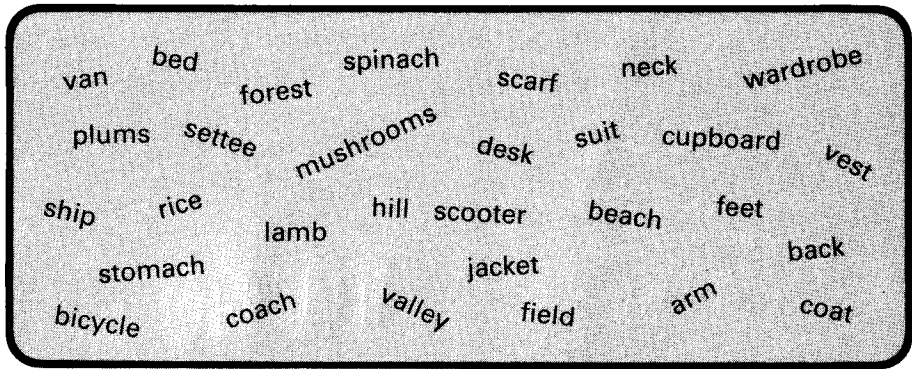 van bed forest spinach scarf neck wardrobe
plums settee mushrooms desk suit cupboard vest
ship rice lamb hill scooter beach feet
stomach jacket back
bicycle coach valley field arm coat